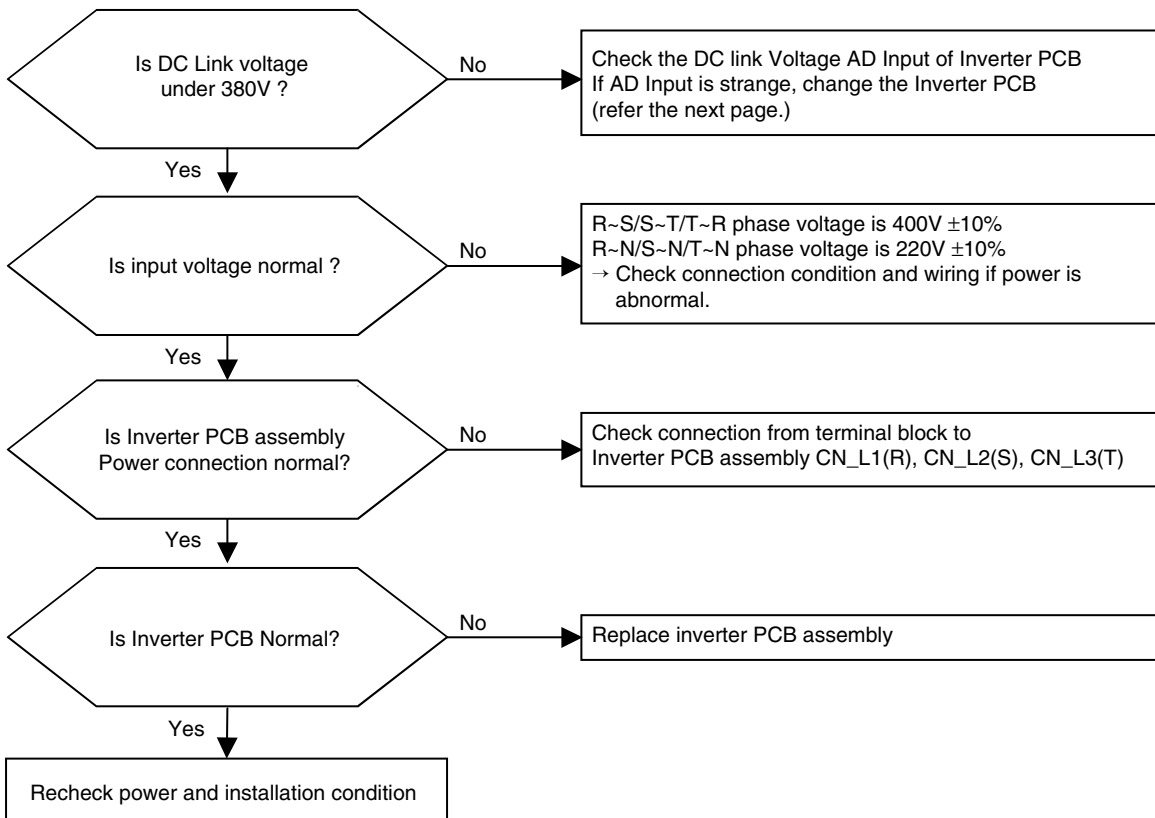 Is DC Link voltage
under 380V ?
No
Check the DC link Voltage AD Input of Inverter PCB
If AD Input is strange, change the Inverter PCB
(refer the next page.)
Yes
Is input voltage normal ?
No
R~S/S~T/T~R phase voltage is 400V ±10%
R~N/S~N/T~N phase voltage is 220V ±10%
→ Check connection condition and wiring if power is
abnormal.
Yes
Is Inverter PCB assembly
Power connection normal?
No
Check connection from terminal block to
Inverter PCB assembly CN_L1(R), CN_L2(S), CN_L3(T)
Yes
Is Inverter PCB Normal?
No
Replace inverter PCB assembly
Yes
Recheck power and installation condition